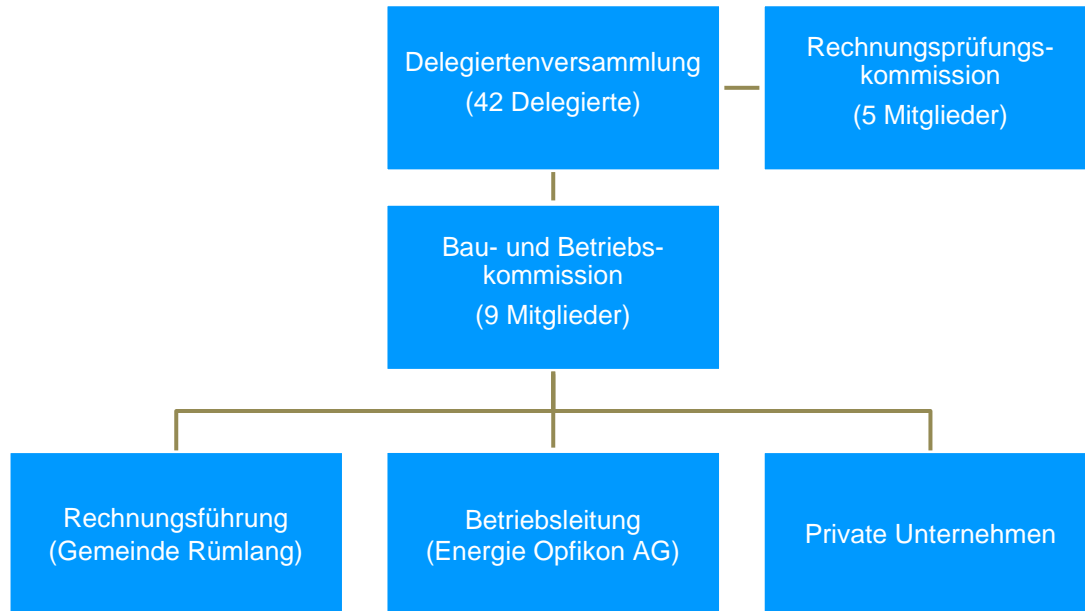 Delegiertenversammlung
(42 Delegierte)
Rechnungsprüfungs-
kommission
(5 Mitglieder)
Bau- und Betriebs-
kommission
(9 Mitglieder)
Rechnungsführung
(Gemeinde Rümlang)
Betriebsleitung
(Energie Opfikon AG)
Private Unternehmen